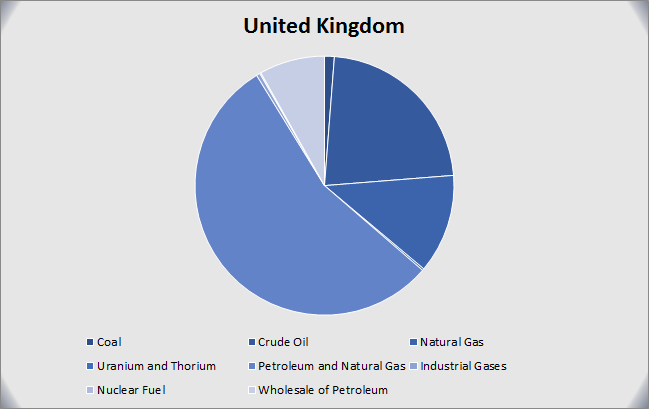 United Kingdom
Coal Crude Oil Natural Gas
Uranium and Thorium Petroleum and Natural Gas Industrial Gases
Nuclear Fuel Wholesale of Petroleum